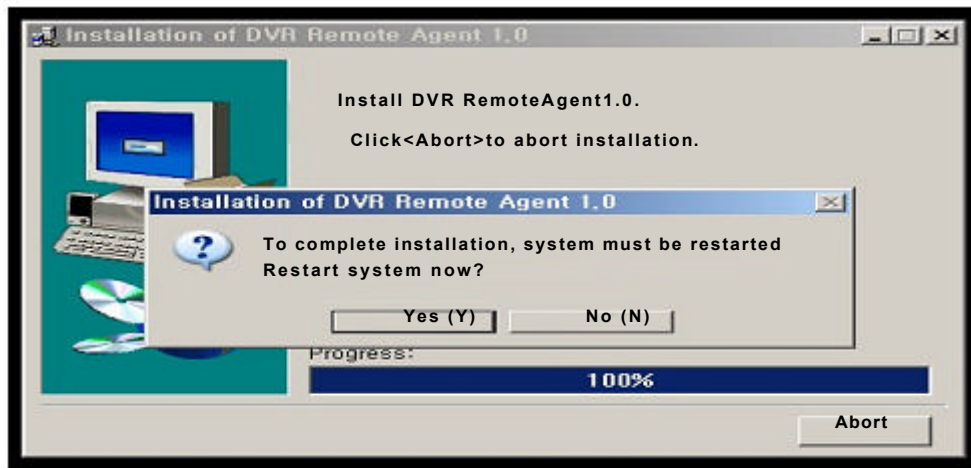 Installation of DVR Remote Agent 1.0
Install DVR RemoteAgent1.0.
Click<Abort>to abort installation.
Installation of DVR Remote Agent 1.0
To complete installation, system must be restarted
Restart system now?
Yes (Y)
No (N)
Progress:
100%
Abort